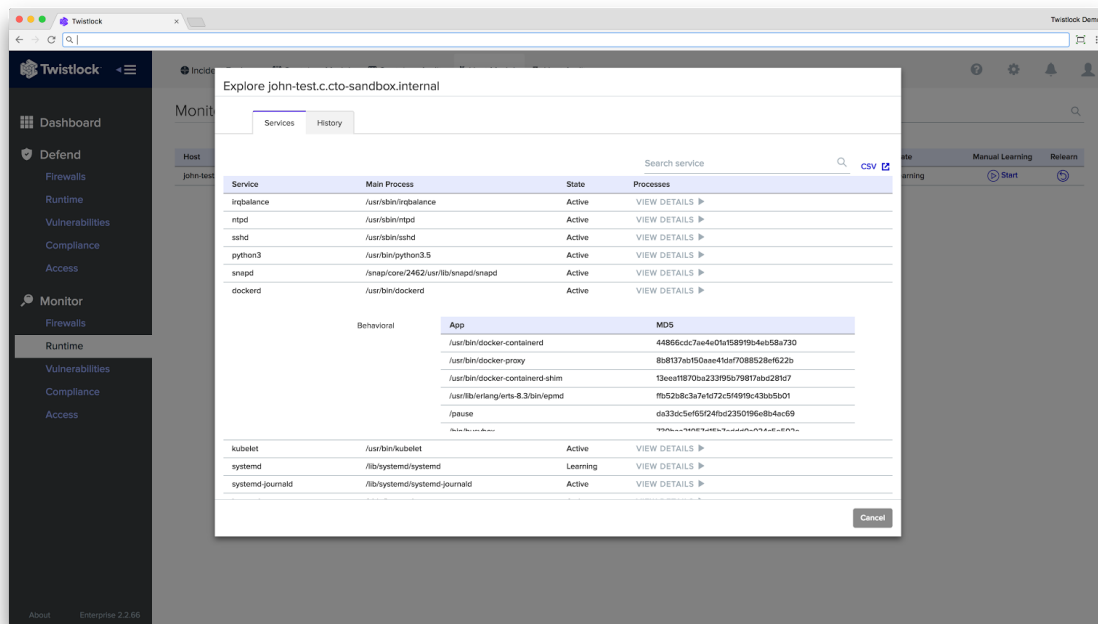 Twistlock
Twistlock Demo
Twistlock
Explore john-test.c.cto-sandbox.internal
Services History
Dashboard
Defend
Firewalls
Runtime
Vulnerabilities
Compliance
Access
Monitor
Firewalls
Runtime
Vulnerabilities
Compliance
Access
About Enterprise 2.2.66
Host
john-test
Manual Learning Relearn
Start
Search service CSV
Service Main Process State Processes
irqbalance /usr/sbin/irqbalance Active VIEW DETAILS
ntpd /usr/sbin/ntpd Active VIEW DETAILS
sshd /usr/sbin/sshd Active VIEW DETAILS
python3 /usr/bin/python3.5 Active VIEW DETAILS
snapd /snap/core/2462/usr/lib/snapd/snapd Active VIEW DETAILS
dockerd /usr/bin/dockerd Active VIEW DETAILS
Behavioral App MD5
/usr/bin/docker-containerd 44866cdc7ae4e01a158919b4eb58a730
/usr/bin/docker-proxy 8b8137ab150aae41daf7088528ef622b
/usr/bin/docker-containerd-shim 13eea11870ba233f95b79817abd281d7
/usr/lib/erlang/erts-8.3/bin/epmd ffb52b8c3a7e1d72c5f4919c43bb5b01
/pause da33dc5ef65f24fbd2350196e8b4ac69
kubelet /usr/bin/kubelet Active VIEW DETAILS
systemd /lib/systemd/systemd Learning VIEW DETAILS
systemd-journald /lib/systemd/systemd-journald Active VIEW DETAILS
Cancel